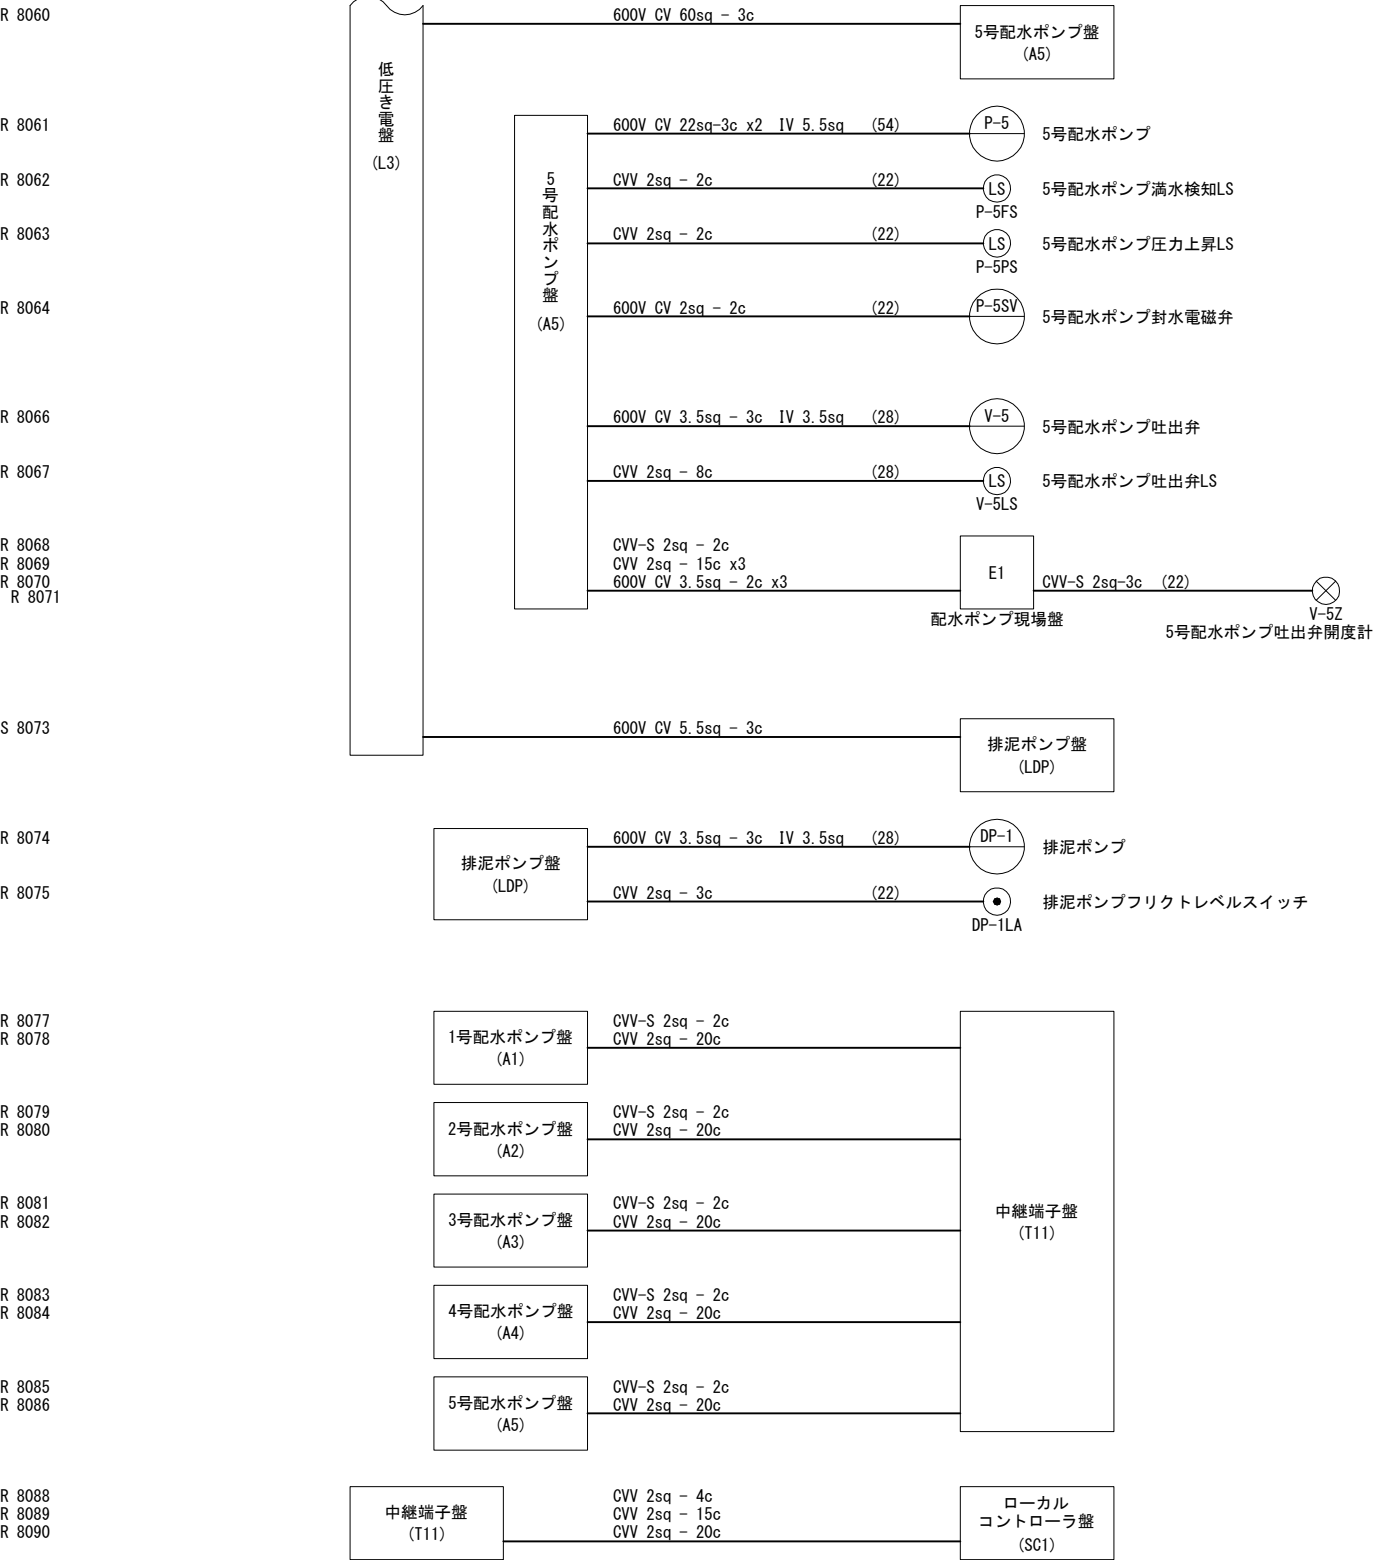 R 8060
600V CV 60sq - 3c
5号配水ポンプ盤
(A5)
低圧き電盤
(L3)
R 8061
600V CV 22sq-3c x2 IV 5.5sq (54)
P-5
5号配水ポンプ
5号配水ポンプ盤
(A5)
R 8062
CVV 2sq - 2c (22)
LS
5号配水ポンプ満水検知LS
P-5FS
R 8063
CVV 2sq - 2c (22)
LS
5号配水ポンプ圧力上昇LS
P-5PS
R 8064
600V CV 2sq - 2c (22)
P-5SV
5号配水ポンプ封水電磁弁
R 8066
600V CV 3.5sq - 3c IV 3.5sq (28)
V-5
5号配水ポンプ吐出弁
R 8067
CVV 2sq - 8c (28)
LS
5号配水ポンプ吐出弁LS
V-5LS
R 8068
CVV-S 2sq - 2c
R 8069
CVV 2sq - 15c x3
R 8070
600V CV 3.5sq - 2c x3
R 8071
E1
配水ポンプ現場盤
CVV-S 2sq-3c (22)
V-5Z
5号配水ポンプ吐出弁開度計
S 8073
600V CV 5.5sq - 3c
排泥ポンプ盤
(LDP)
R 8074
排泥ポンプ盤
(LDP)
600V CV 3.5sq - 3c IV 3.5sq (28)
DP-1
排泥ポンプ
R 8075
CVV 2sq - 3c (22)
排泥ポンプフリクトレベルスイッチ
DP-1LA
R 8077
CVV-S 2sq - 2c
R 8078
CVV 2sq - 20c
1号配水ポンプ盤
(A1)
R 8079
CVV-S 2sq - 2c
R 8080
CVV 2sq - 20c
2号配水ポンプ盤
(A2)
R 8081
CVV-S 2sq - 2c
R 8082
CVV 2sq - 20c
3号配水ポンプ盤
(A3)
中継端子盤
(T11)
R 8083
CVV-S 2sq - 2c
R 8084
CVV 2sq - 20c
4号配水ポンプ盤
(A4)
R 8085
CVV-S 2sq - 2c
R 8086
CVV 2sq - 20c
5号配水ポンプ盤
(A5)
R 8088
CVV 2sq - 4c
R 8089
CVV 2sq - 15c
R 8090
CVV 2sq - 20c
中継端子盤
(T11)
ローカル
コントローラ盤
(SC1)